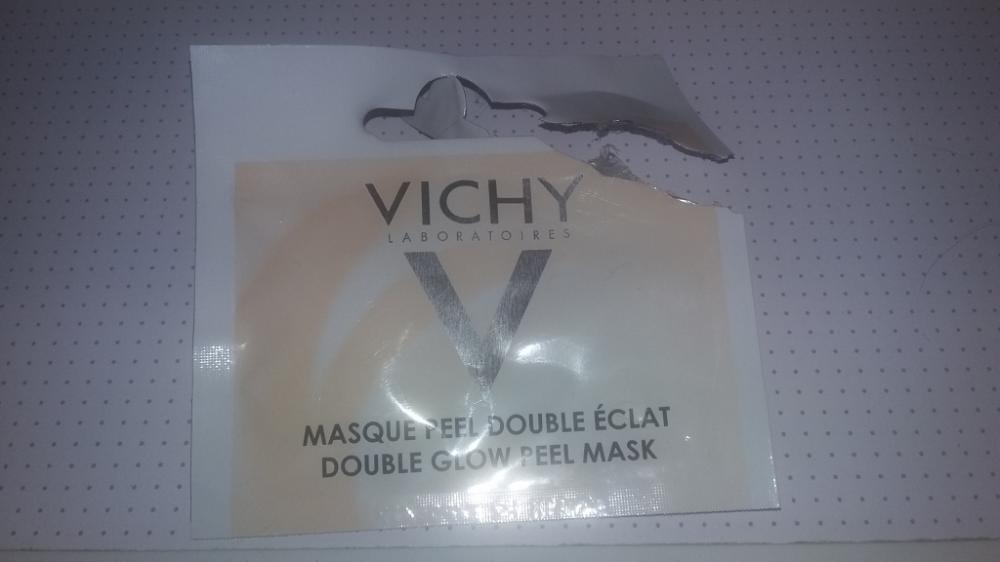 VICHY
LABORATOIRES
V
MASQUE PEEL DOUBLE ÉCLAT
DOUBLE GLOW PEEL MASK